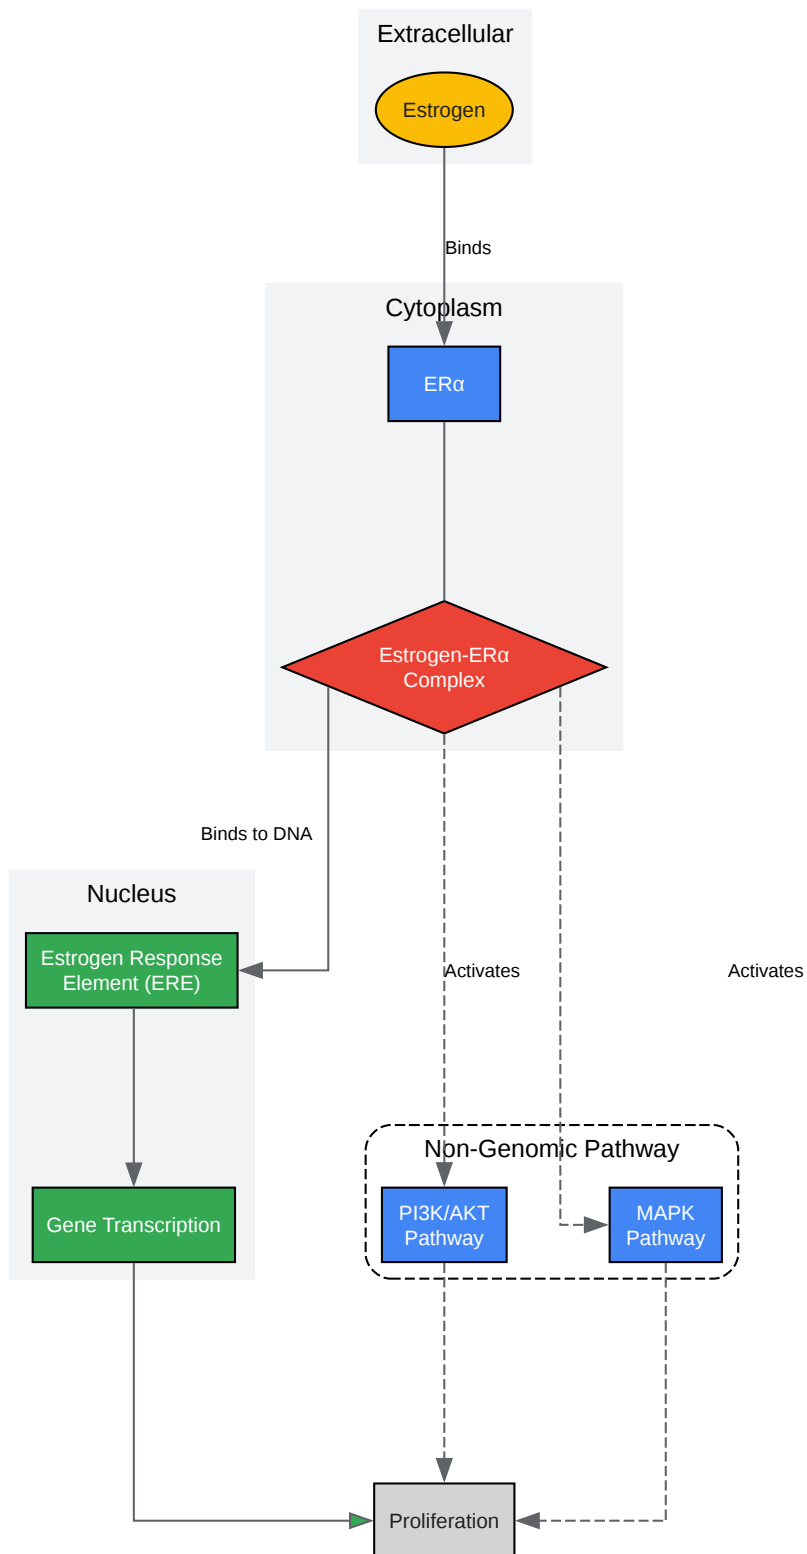 Extracellular
Estrogen
Binds
Cytoplasm
ERα
Estrogen-ERα
Complex
Binds to DNA
Nucleus
Estrogen Response
Element (ERE)
Activates
Activates
Non-Genomic Pathway
PI3K/AKT
Pathway
MAPK
Pathway
Gene Transcription
Proliferation